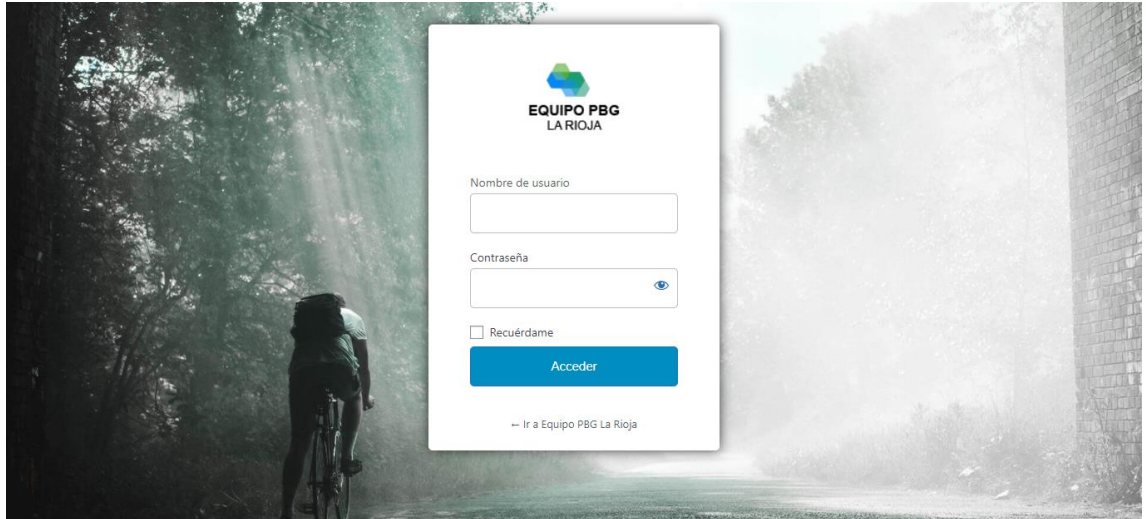 EQUIPO PBG
LA RIOJA
Nombre de usuario
Contraseña
Recuérdame
Acceder
← Ir a Equipo PBG La Rioja